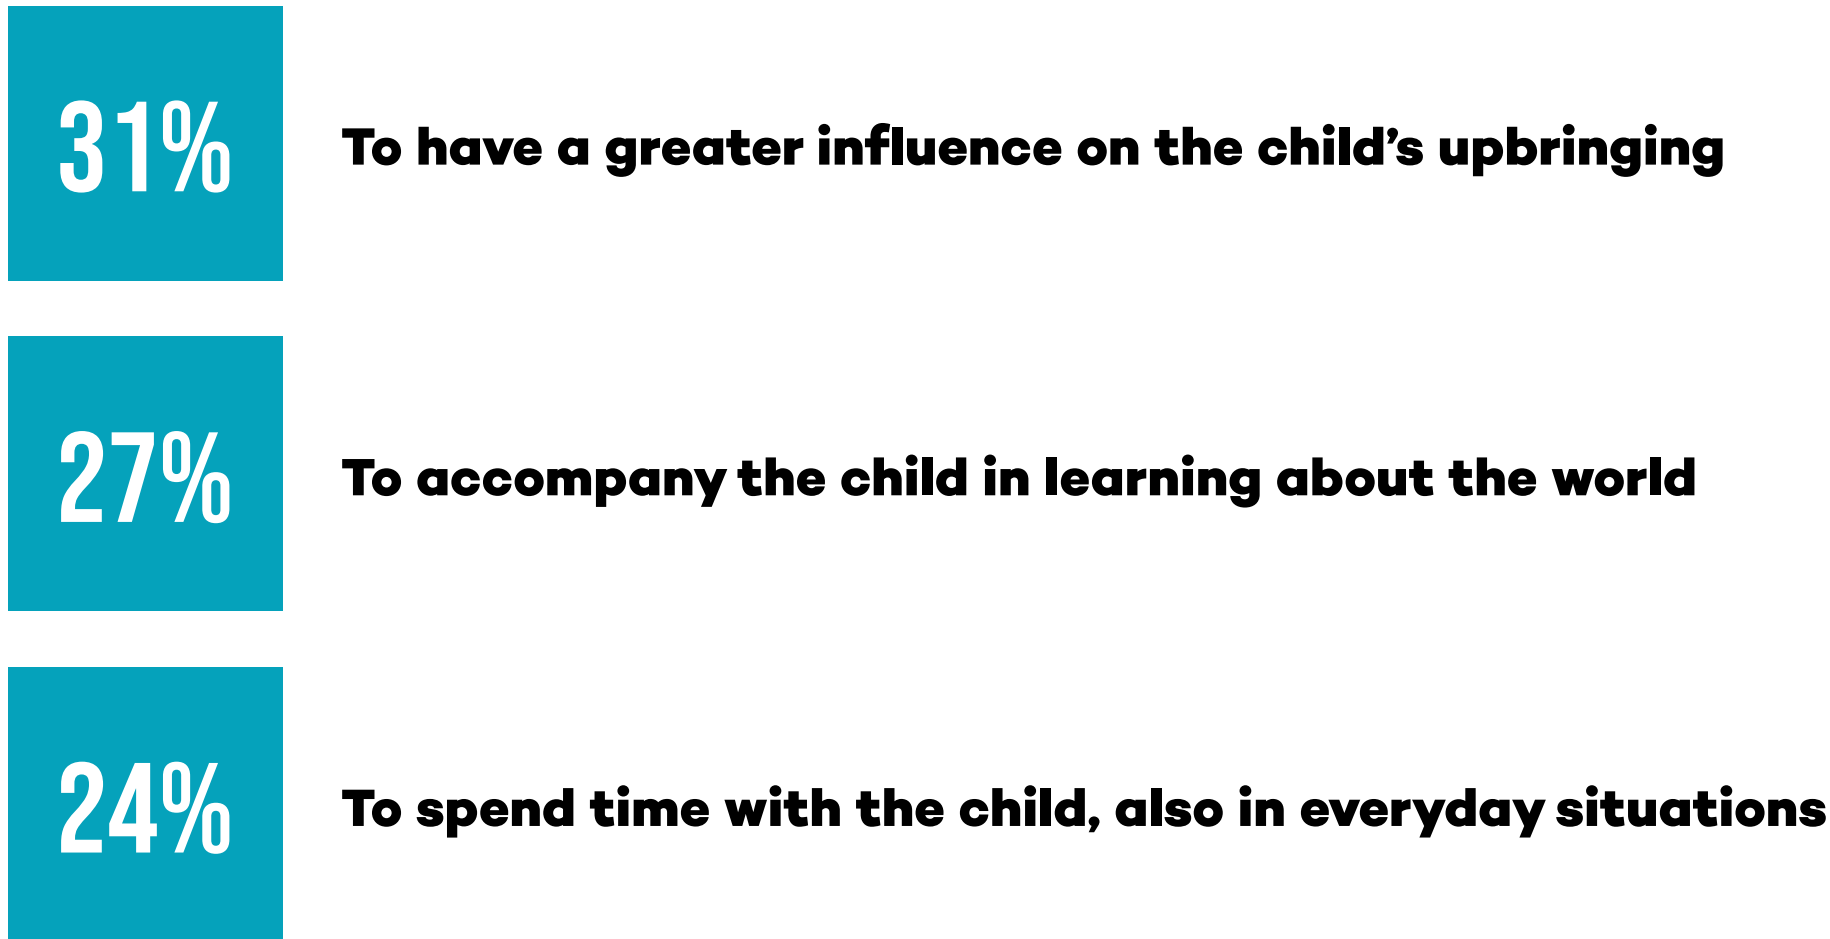 31%
To have a greater influence on the child’s upbringing
27%
To accompany the child in learning about the world
24%
To spend time with the child, also in everyday situations